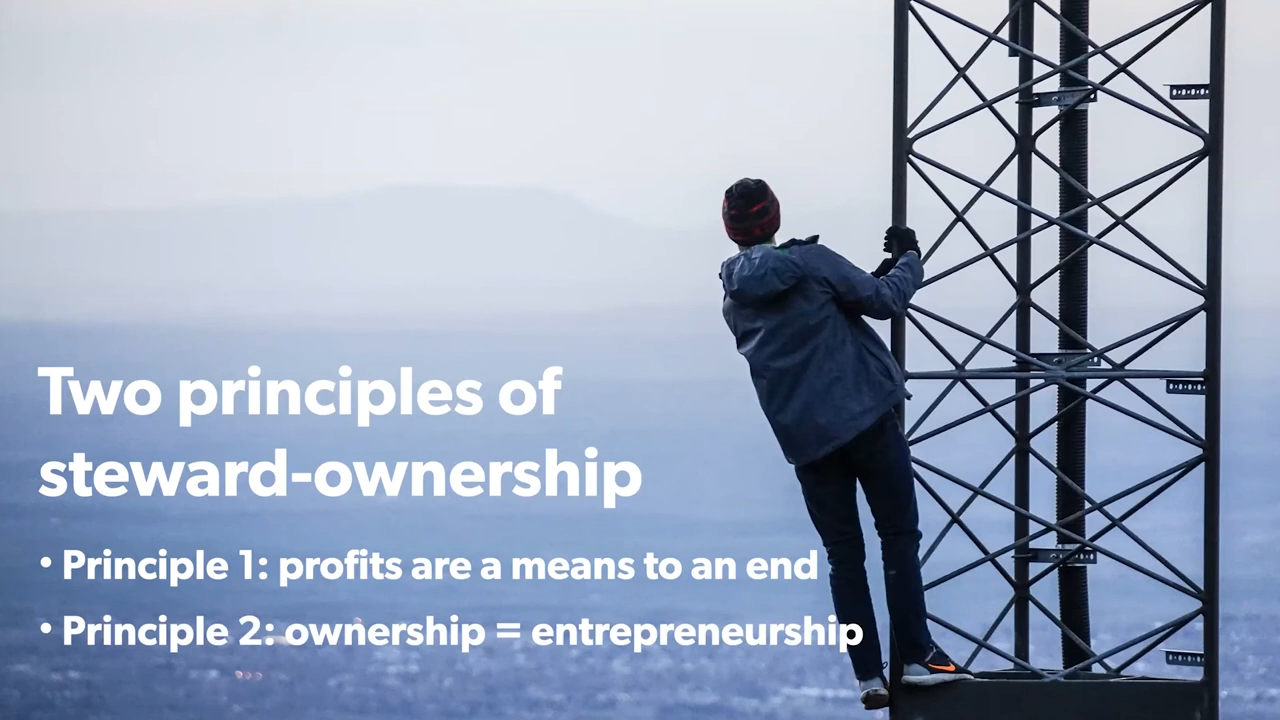 Two principles of
steward-ownership
• Principle 1: profits are a means to an end
• Principle 2: ownership = entrepreneurship